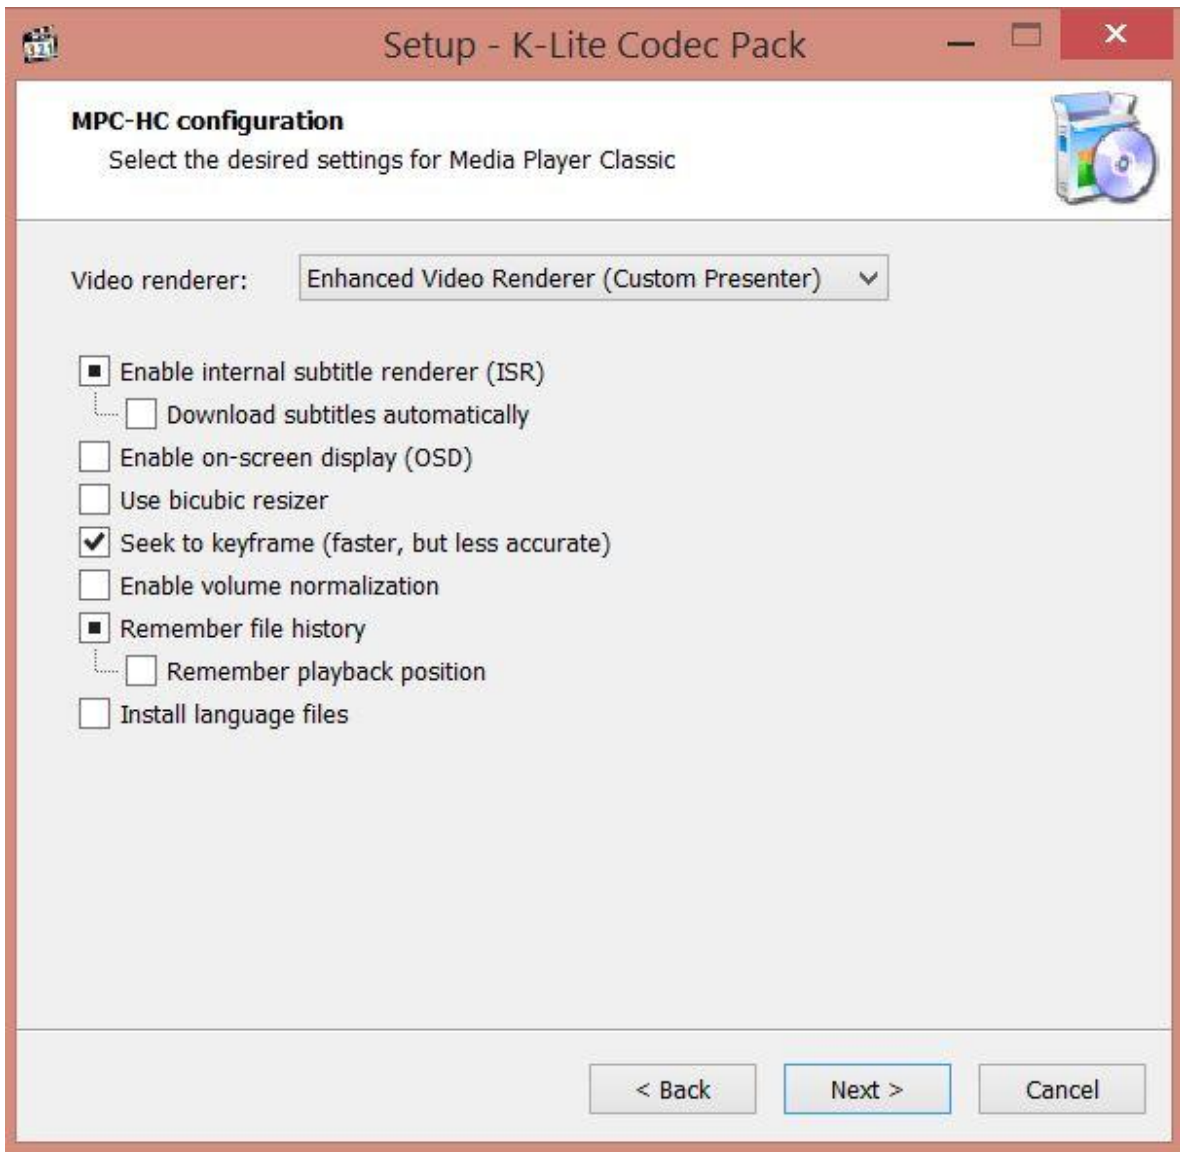 Setup - K-Lite Codec Pack
MPC-HC configuration
Select the desired settings for Media Player Classic
Video renderer: Enhanced Video Renderer (Custom Presenter)
Enable internal subtitle renderer (ISR)
Download subtitles automatically
Enable on-screen display (OSD)
Use bicubic resizer
Seek to keyframe (faster, but less accurate)
Enable volume normalization
Remember file history
Remember playback position
Install language files
< Back Next > Cancel